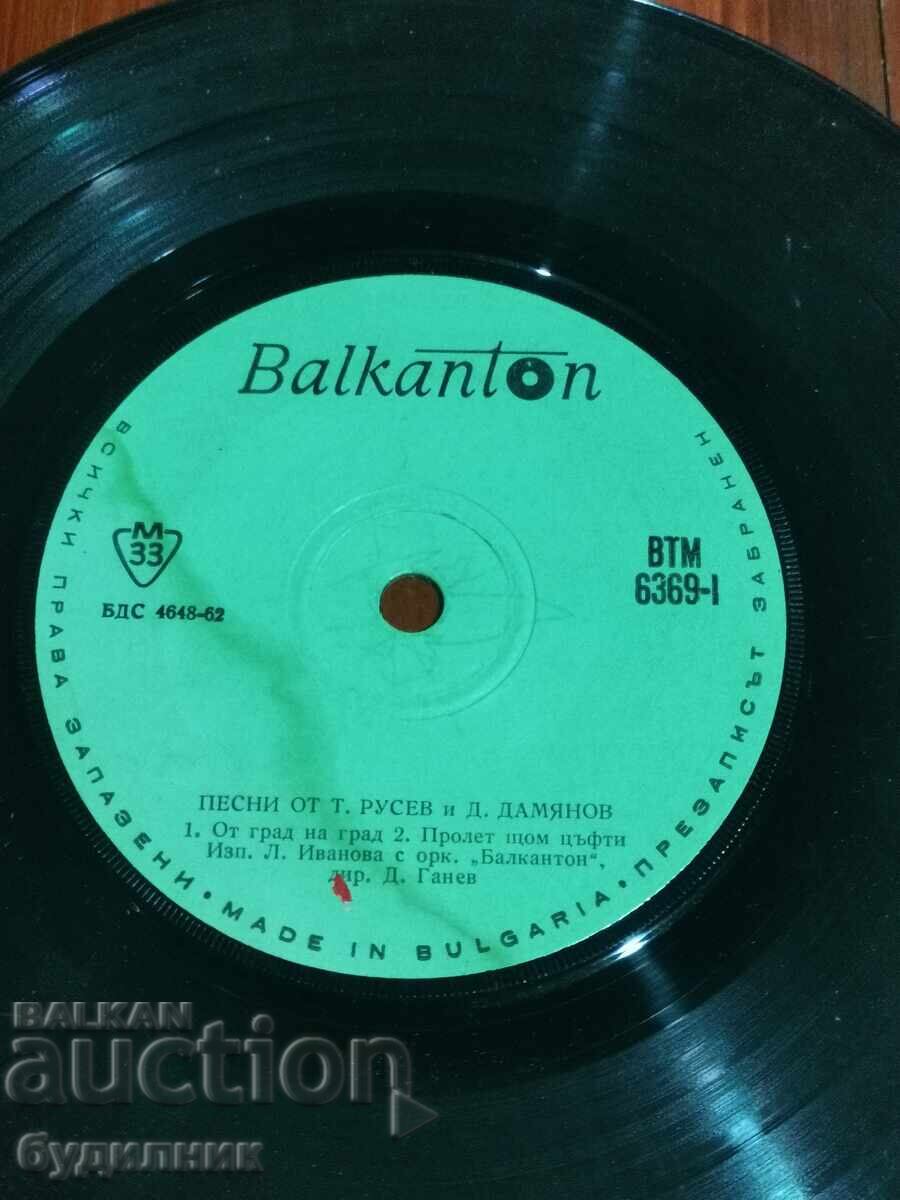 Balkanton
ВСИЧКИ ПРАВА ЗАПАЗЕНИ • MADE IN BULGARIA • ПРЕЗАПИСЪТ ЗАБРАНЕН
М
33
БДС 4648-62
ВТМ
6369-I
ПЕСНИ ОТ Т. РУСЕВ и Д. ДАМЯНОВ
1. От град на град 2. Пролет щом цъфти
Изп. Л. Иванова с орк. „Балкантон“,
дир. Д. Ганев
BALKAN
auction
будилник